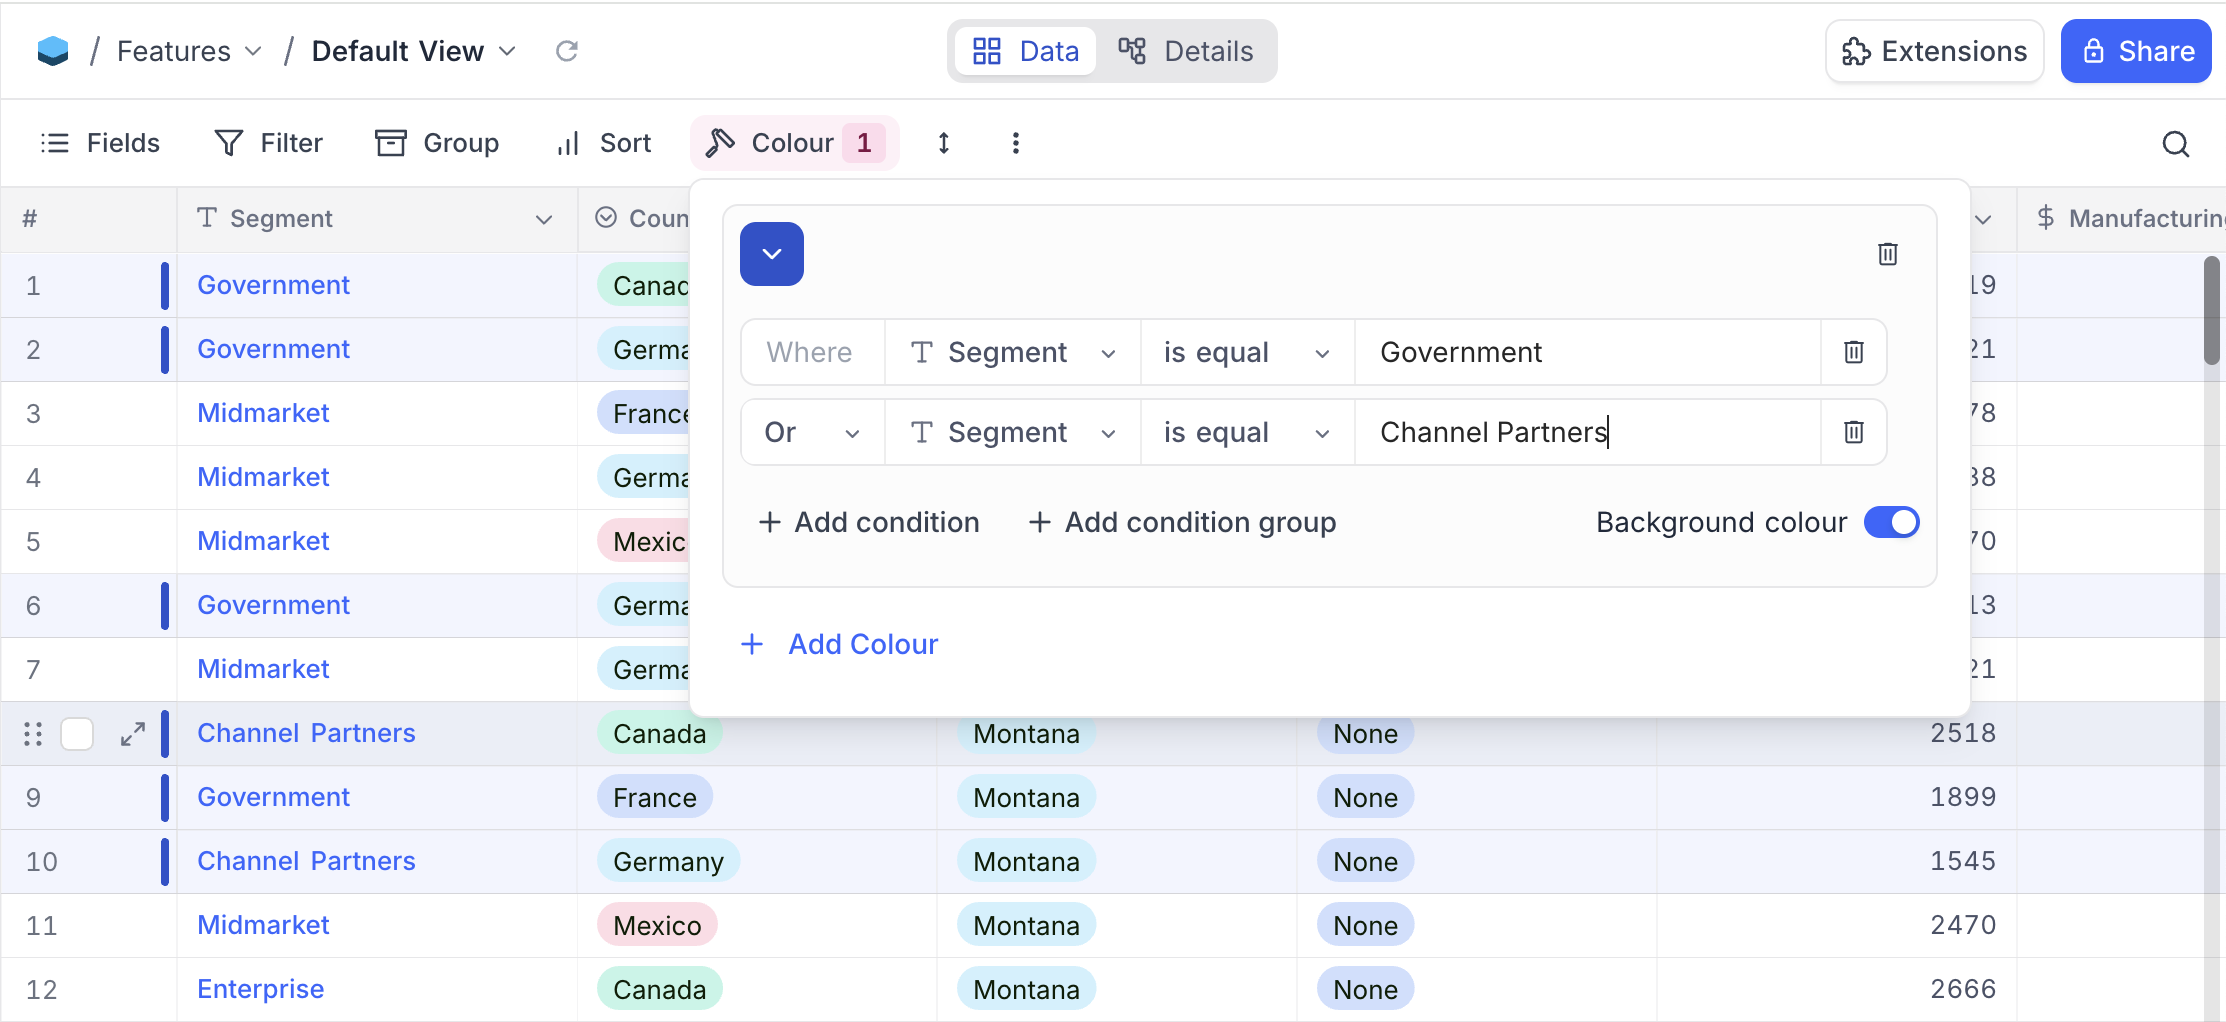 / Features / Default View
Data Details
Extensions Share
Fields Filter Group Sort Colour 1
# Segment Coun Manufacturing
Where Segment is equal Government
Or Segment is equal Channel Partners
+ Add condition + Add condition group Background colour
+ Add Colour
1 Government Canad 19
2 Government Germa 21
3 Midmarket France 78
4 Midmarket Germa 38
5 Midmarket Mexic 70
6 Government Germa 13
7 Midmarket Germa 21
Channel Partners Canada Montana None 2518
9 Government France Montana None 1899
10 Channel Partners Germany Montana None 1545
11 Midmarket Mexico Montana None 2470
12 Enterprise Canada Montana None 2666